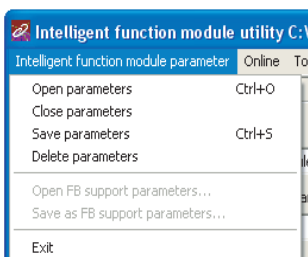 Intelligent function module utility C:\
Intelligent function module parameter Online To
Open parameters Ctrl+O
Close parameters
Save parameters Ctrl+S
Delete parameters
Open FB support parameters...
Save as FB support parameters...
Exit